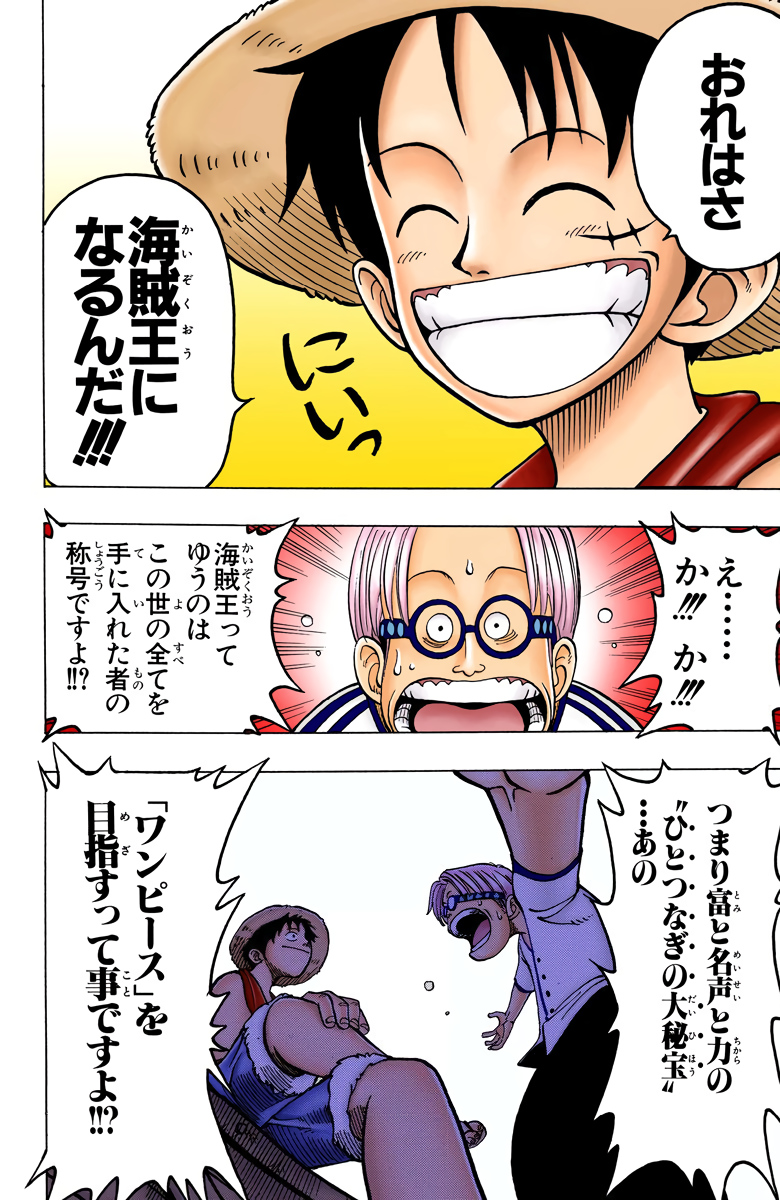 おれはさ
海賊王に
なるんだ!!!
にいっ
え……
か!!! か!!!
海賊王って
ゆうのは
この世の全てを
手に入れた者の
称号ですよ!!?
つまり富と名声と力の
〝ひとつなぎの大秘宝〟
…あの
「ワンピース」を
目指すって事ですよ!!?